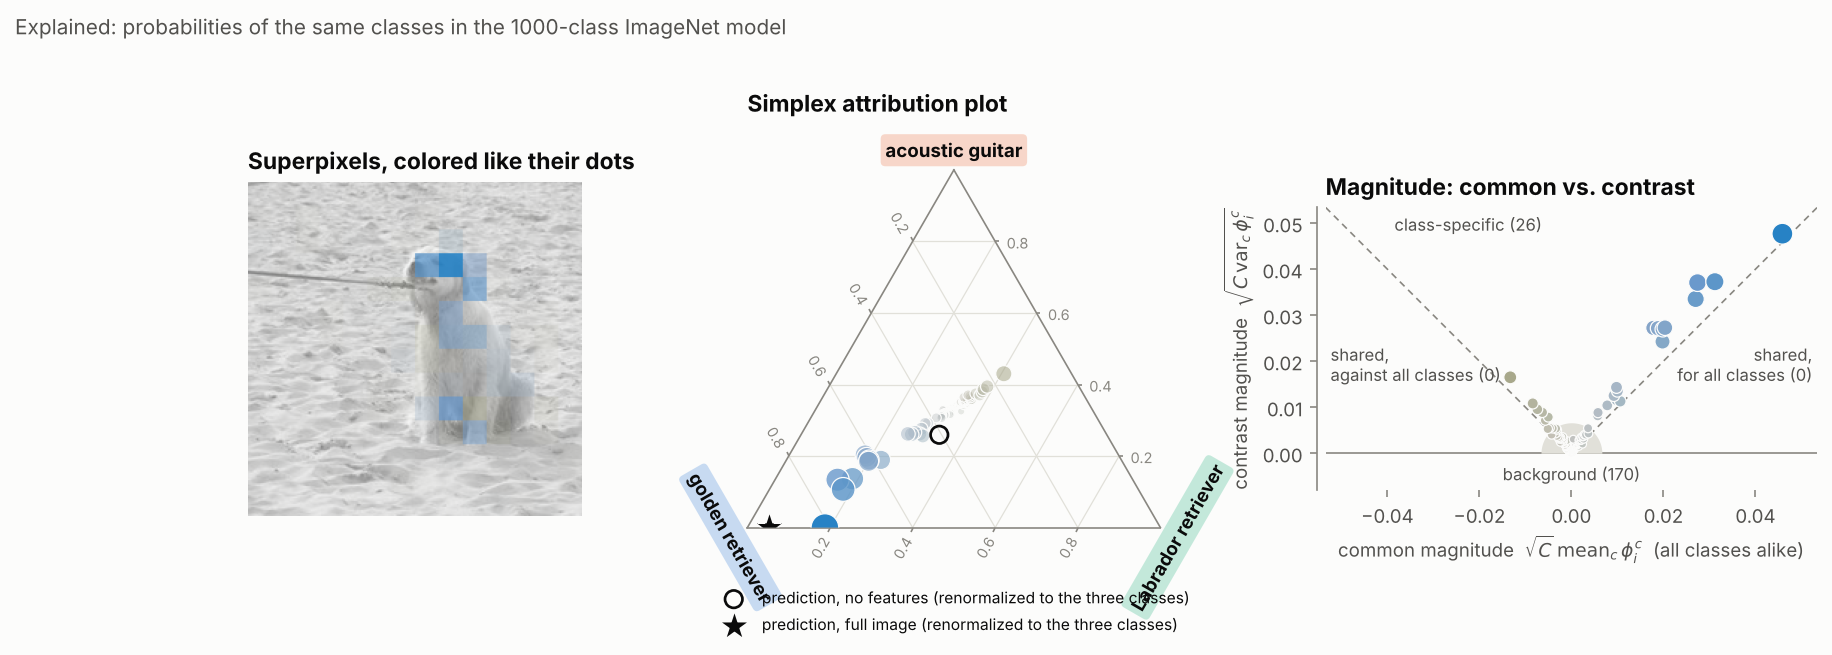 Explained: probabilities of the same classes in the 1000-class ImageNet model
Superpixels, colored like their dots
Simplex attribution plot
acoustic guitar
0.2
0.4
0.6
0.8
0.8
0.6
0.4
0.2
0.2
0.4
0.6
0.8
golden retriever
Labrador retriever
prediction, no features (renormalized to the three classes)
prediction, full image (renormalized to the three classes)
Magnitude: common vs. contrast
contrast magnitude √C var_c ϕ_i^c
0.05
0.04
0.03
0.02
0.01
0.00
class-specific (26)
shared,
against all classes (0)
shared,
for all classes (0)
background (170)
−0.04
−0.02
0.00
0.02
0.04
common magnitude √C mean_c ϕ_i^c (all classes alike)